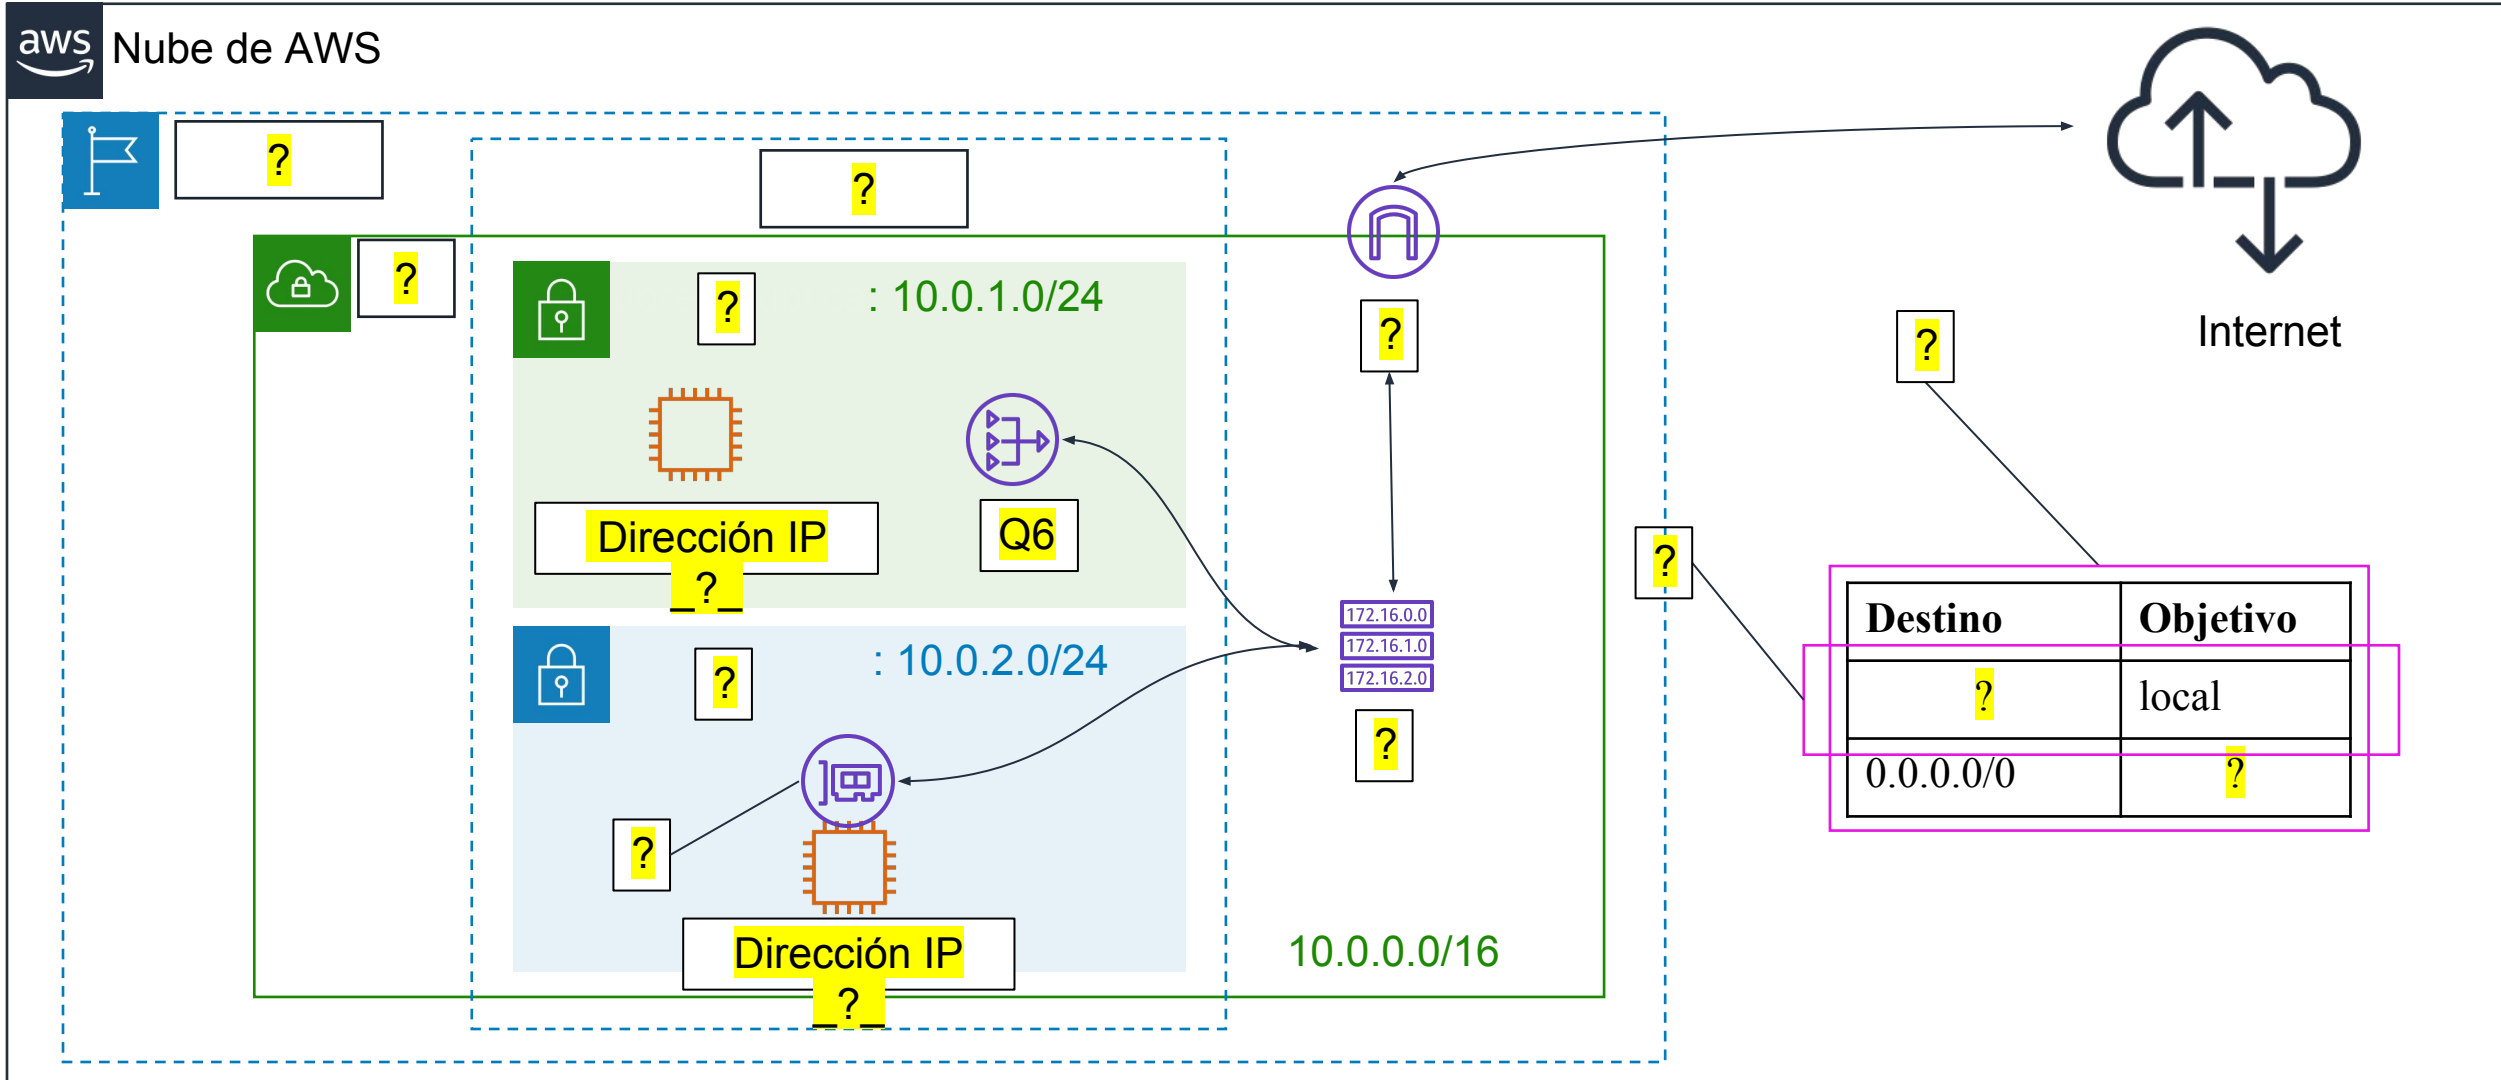 aws
Nube de AWS
?
?
?
? : 10.0.1.0/24
?
Internet
?
Dirección IP
_?_
Q6
?
172.16.0.0
172.16.1.0
172.16.2.0
?
? : 10.0.2.0/24
?
Dirección IP
_?_
10.0.0.0/16
Destino Objetivo
? local
0.0.0.0/0 ?